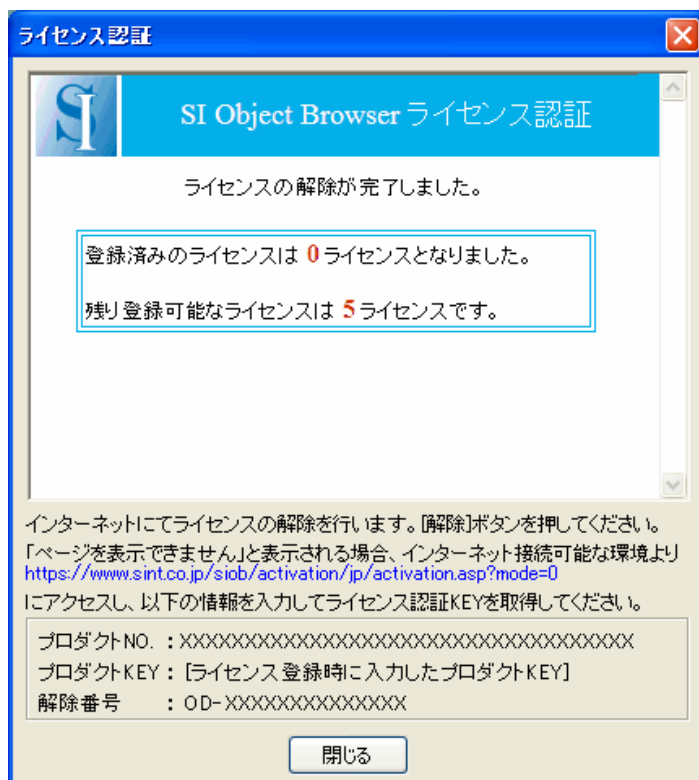 ライセンス認証
SI
SI Object Browser ライセンス認証
ライセンスの解除が完了しました。
登録済みのライセンスは 0 ライセンスとなりました。
残り登録可能なライセンスは 5 ライセンスです。
インターネットにてライセンスの解除を行います。[解除]ボタンを押してください。
「ページを表示できません」と表示される場合、インターネット接続可能な環境より
https://www.sint.co.jp/siob/activation/jp/activation.asp?mode=0
にアクセスし、以下の情報を入力してライセンス認証KEYを取得してください。
プロダクトNO. : XXXXXXXXXXXXXXXXXXXXXXXXXXXXXXXXXXX
プロダクトKEY : [ライセンス登録時に入力したプロダクトKEY]
解除番号 : OD-XXXXXXXXXXXXXX
閉じる